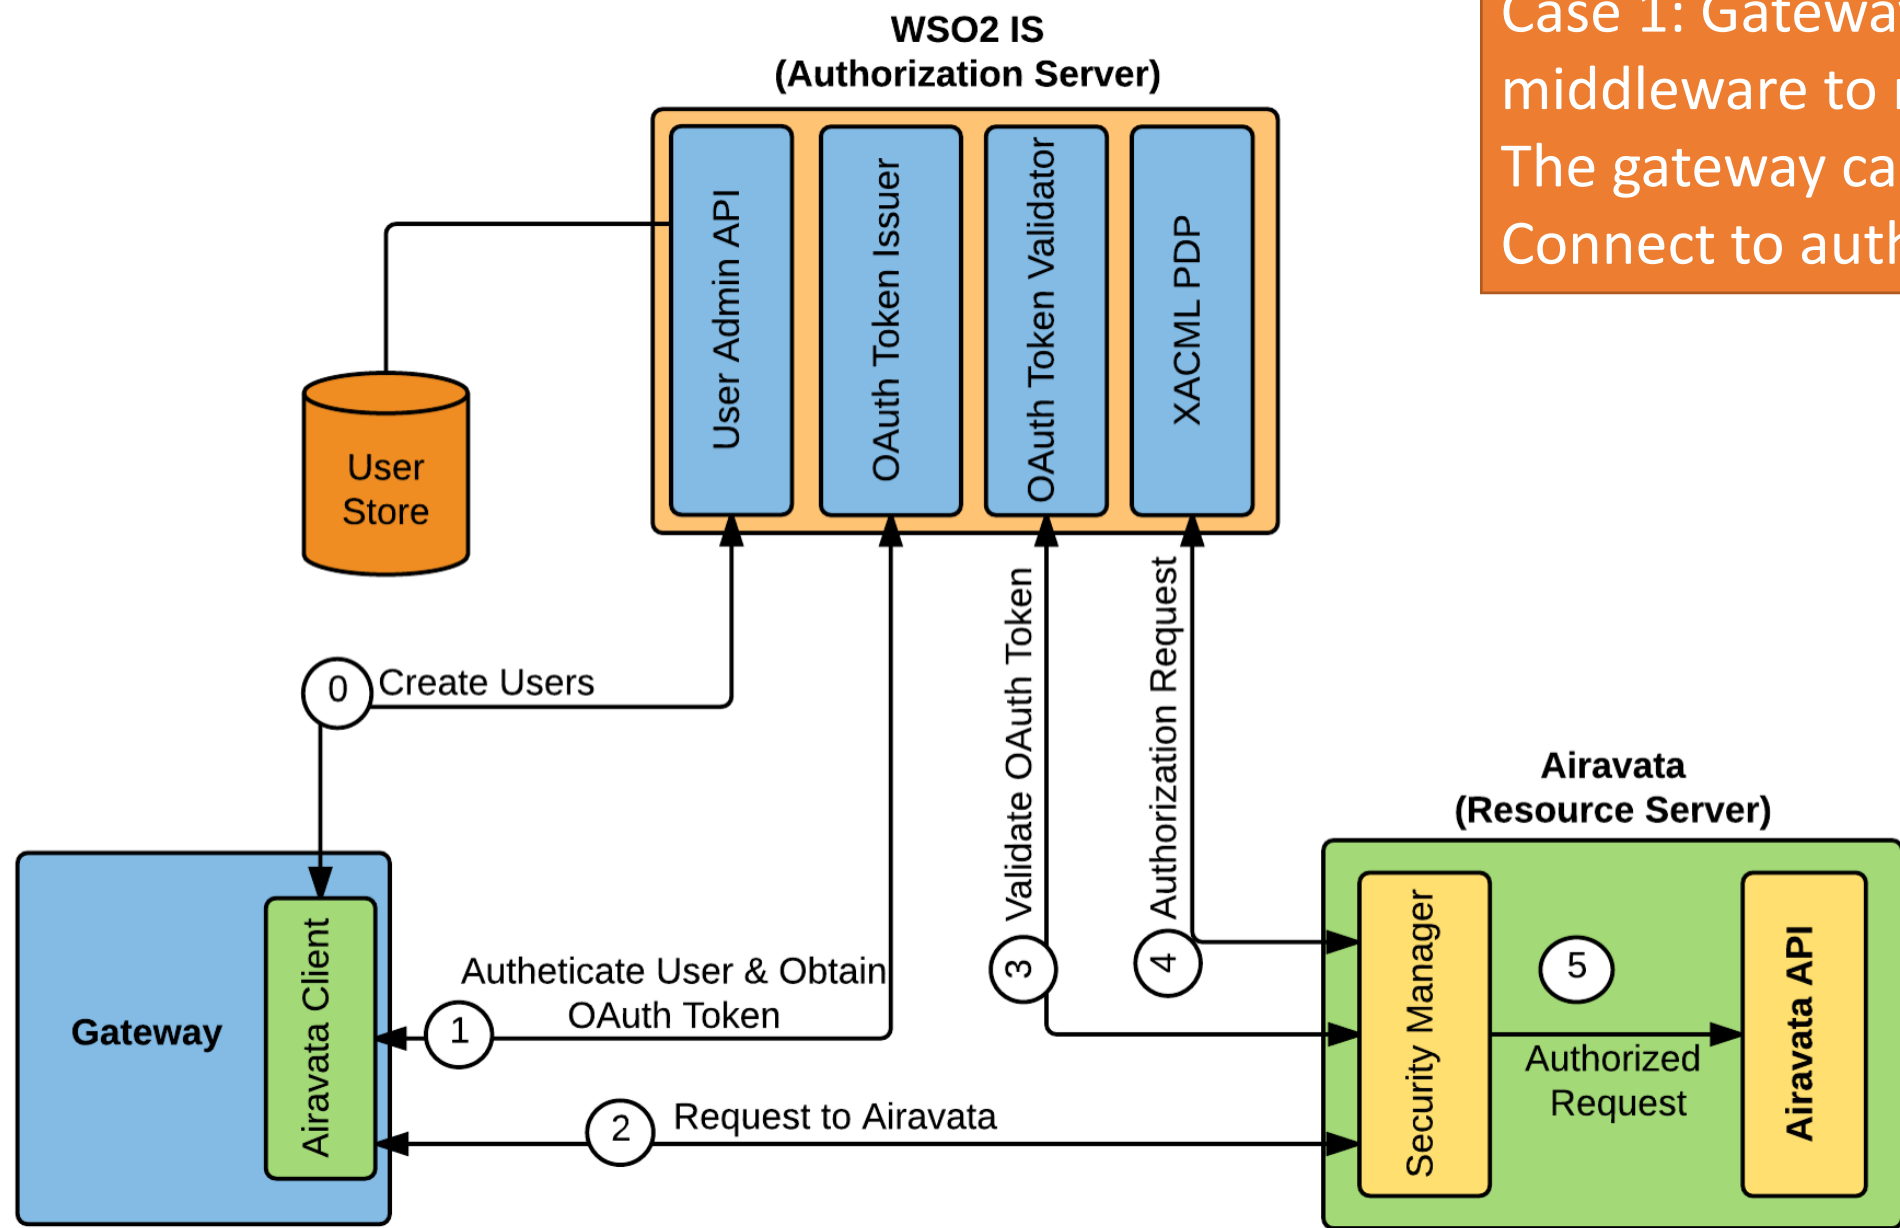 WSO2 IS
(Authorization Server)
Case 1: Gateway
middleware to
The gateway
Connect to
User Admin API
OAuth Token Issuer
OAuth Token Validator
XACML PDP
User
Store
0
Create Users
Validate OAuth Token
Authorization Request
Airavata
(Resource Server)
Gateway
Airavata Client
Autheticate User & Obtain
OAuth Token
1
2
Request to Airavata
3
4
Security Manager
5
Authorized
Request
Airavata API